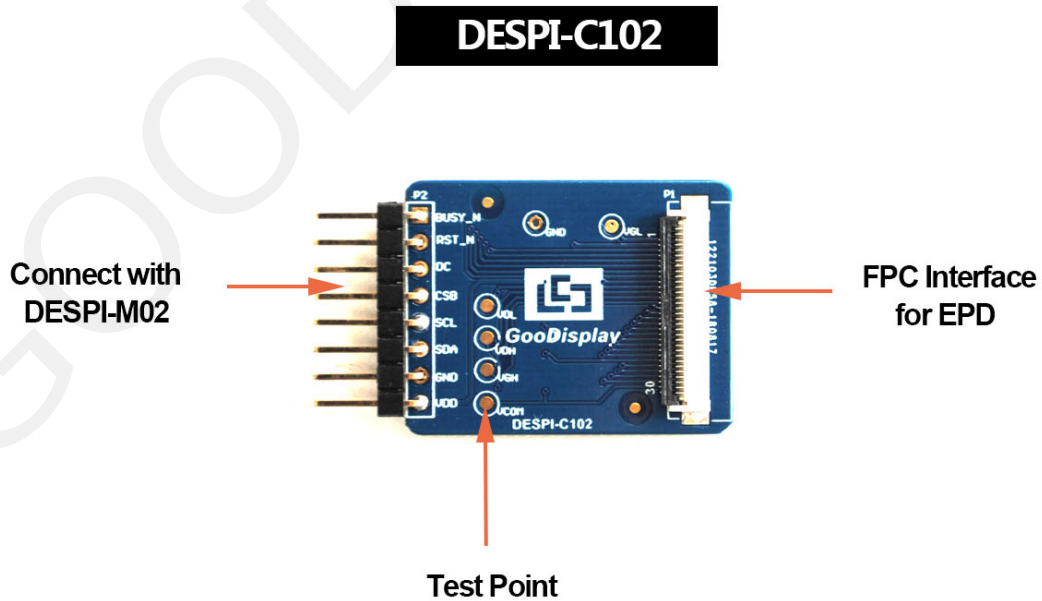 DESPI-C102
P2
BUSY_N
RST_N
DC
CSB
SCL
SDA
GND
VDD
GND
VGL
VDL
VDH
VGH
VCOM
GooDisplay
DESPI-C102
P1
1
30
Connect with
DESPI-M02
FPC Interface
for EPD
Test Point
GOOD